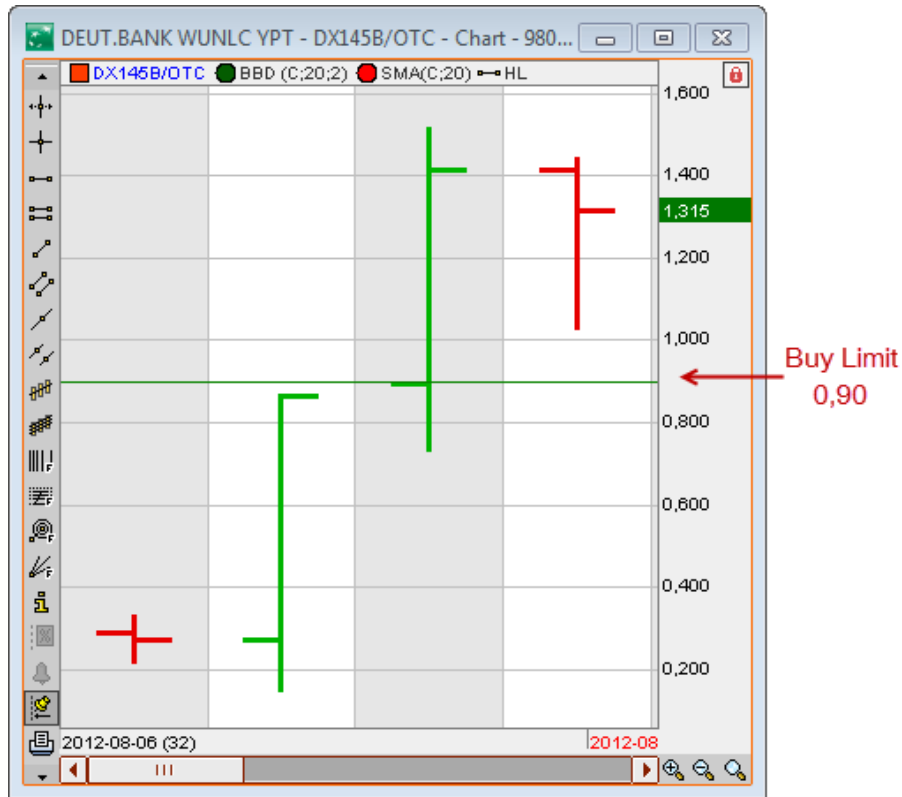 DEUT.BANK WUNLC YPT - DX145B/OTC - Chart - 980...
DX145B/OTC BBD (C;20;2) SMA(C;20) HL
1,600
1,400
1,315
1,200
1,000
Buy Limit
0,90
0,800
0,600
0,400
0,200
2012-08-06 (32) 2012-08